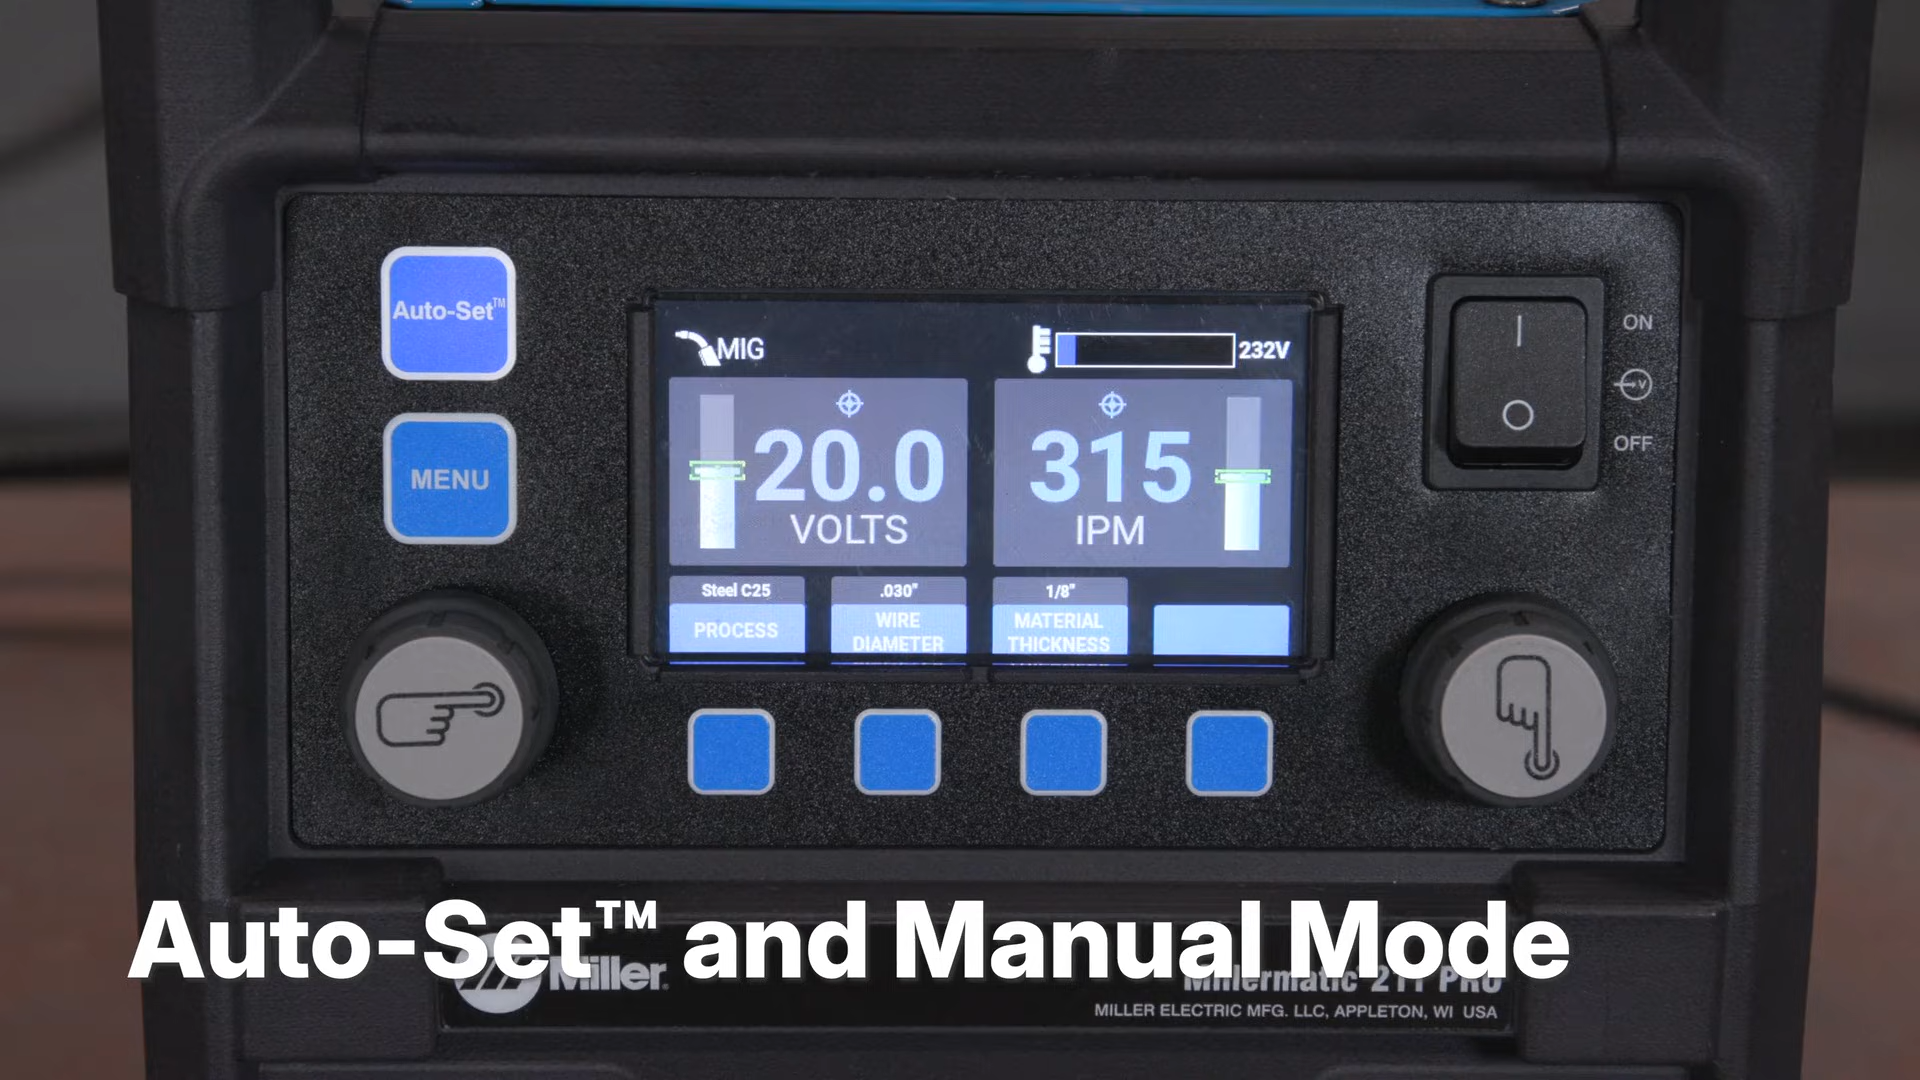 Auto-Set™
MENU
MIG
232V
20.0
VOLTS
315
IPM
Steel C25
PROCESS
.030"
WIRE
DIAMETER
1/8"
MATERIAL
THICKNESS
ON
V
OFF
Auto-Set™ and Manual Mode
Miller®
Millermatic® 211 PRO
MILLER ELECTRIC MFG. LLC, APPLETON, WI USA